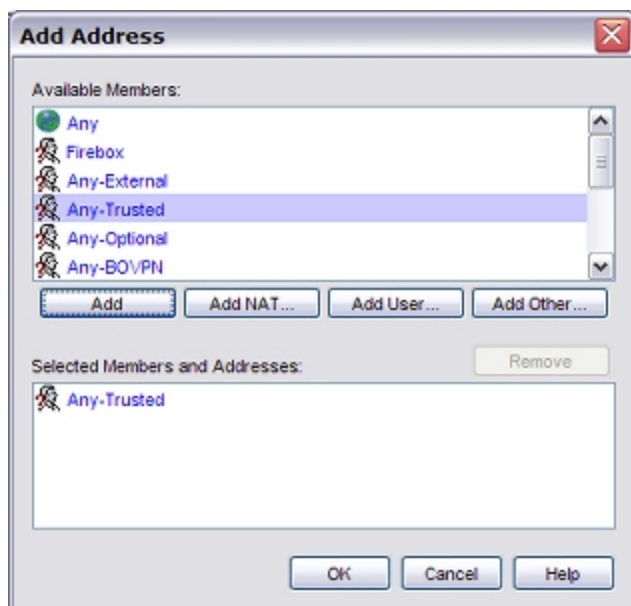 Add Address
Available Members:
Any
Firebox
Any-External
Any-Trusted
Any-Optional
Any-BOVPN
Add Add NAT... Add User... Add Other...
Selected Members and Addresses: Remove
Any-Trusted
OK Cancel Help